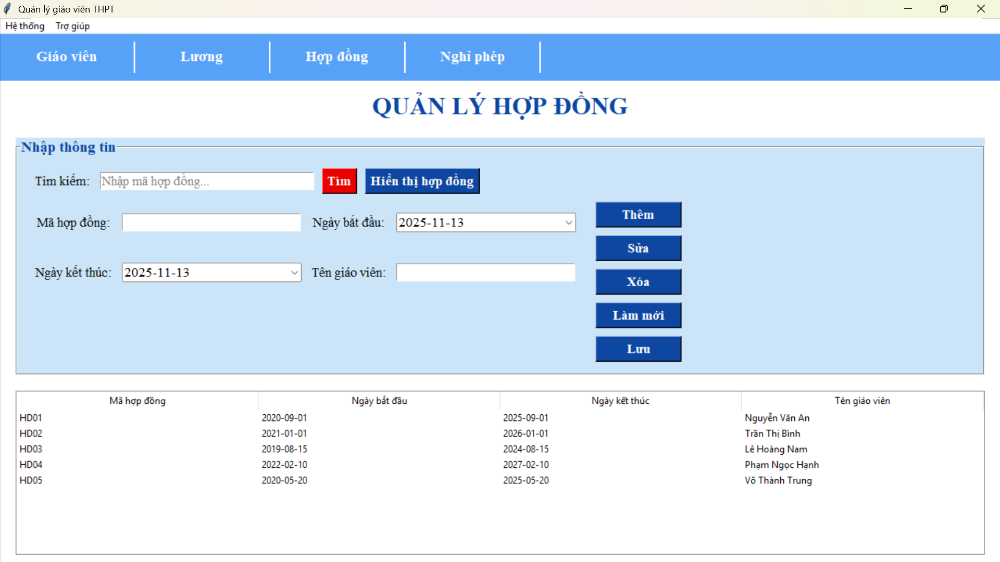 Quản lý giáo viên THPT
Hệ thống Trợ giúp
Giáo viên Lương Hợp đồng Nghỉ phép
QUẢN LÝ HỢP ĐỒNG
Nhập thông tin
Tìm kiếm: Nhập mã hợp đồng... Tìm Hiển thị hợp đồng
Mã hợp đồng: Ngày bắt đầu: 2025-11-13
Ngày kết thúc: 2025-11-13 Tên giáo viên:
Thêm
Sửa
Xóa
Làm mới
Lưu
Mã hợp đồng Ngày bắt đầu Ngày kết thúc Tên giáo viên
HD01 2020-09-01 2025-09-01 Nguyễn Văn An
HD02 2021-01-01 2026-01-01 Trần Thị Bình
HD03 2019-08-15 2024-08-15 Lê Hoàng Nam
HD04 2022-02-10 2027-02-10 Phạm Ngọc Hạnh
HD05 2020-05-20 2025-05-20 Võ Thành Trung